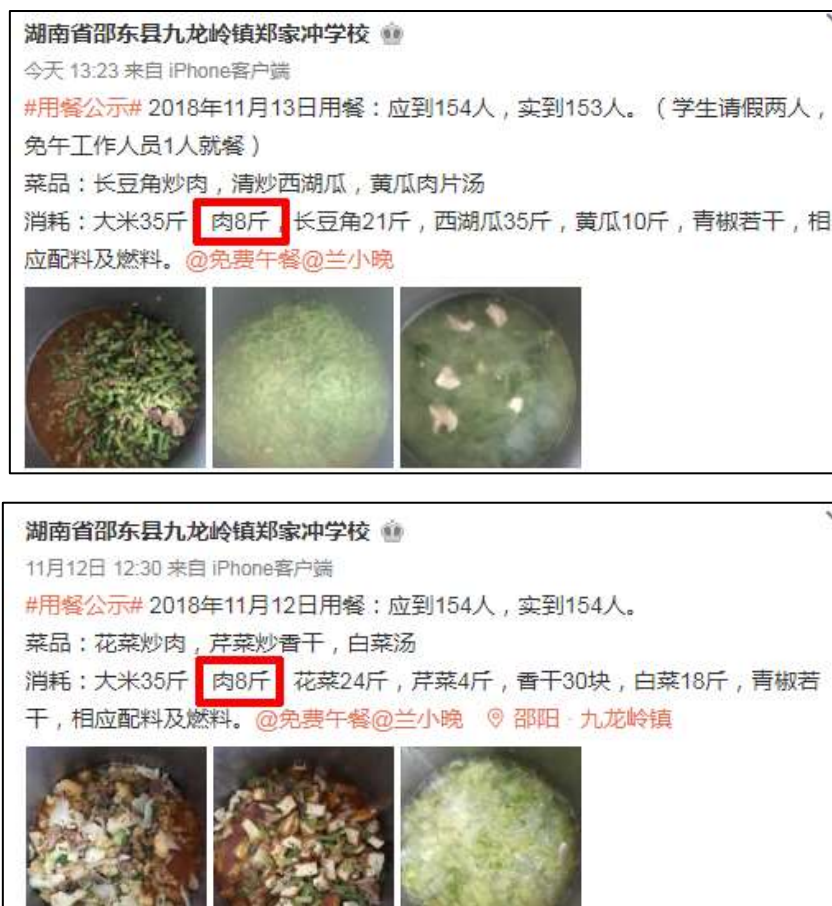 湖南省邵东县九龙岭镇郑家冲学校
今天 13:23 来自 iPhone客户端
#用餐公示# 2018年11月13日用餐：应到154人，实到153人。（学生请假两人，
免午工作人员1人就餐）
菜品：长豆角炒肉，清炒西湖瓜，黄瓜肉片汤
消耗：大米35斤，肉8斤，长豆角21斤，西湖瓜35斤，黄瓜10斤，青椒若干，相
应配料及燃料。@免费午餐@兰小晚
湖南省邵东县九龙岭镇郑家冲学校
11月12日 12:30 来自 iPhone客户端
#用餐公示# 2018年11月12日用餐：应到154人，实到154人。
菜品：花菜炒肉，芹菜炒香干，白菜汤
消耗：大米35斤 肉8斤 花菜24斤，芹菜4斤，香干30块，白菜18斤，青椒若
干，相应配料及燃料。@免费午餐@兰小晚 邵阳·九龙岭镇